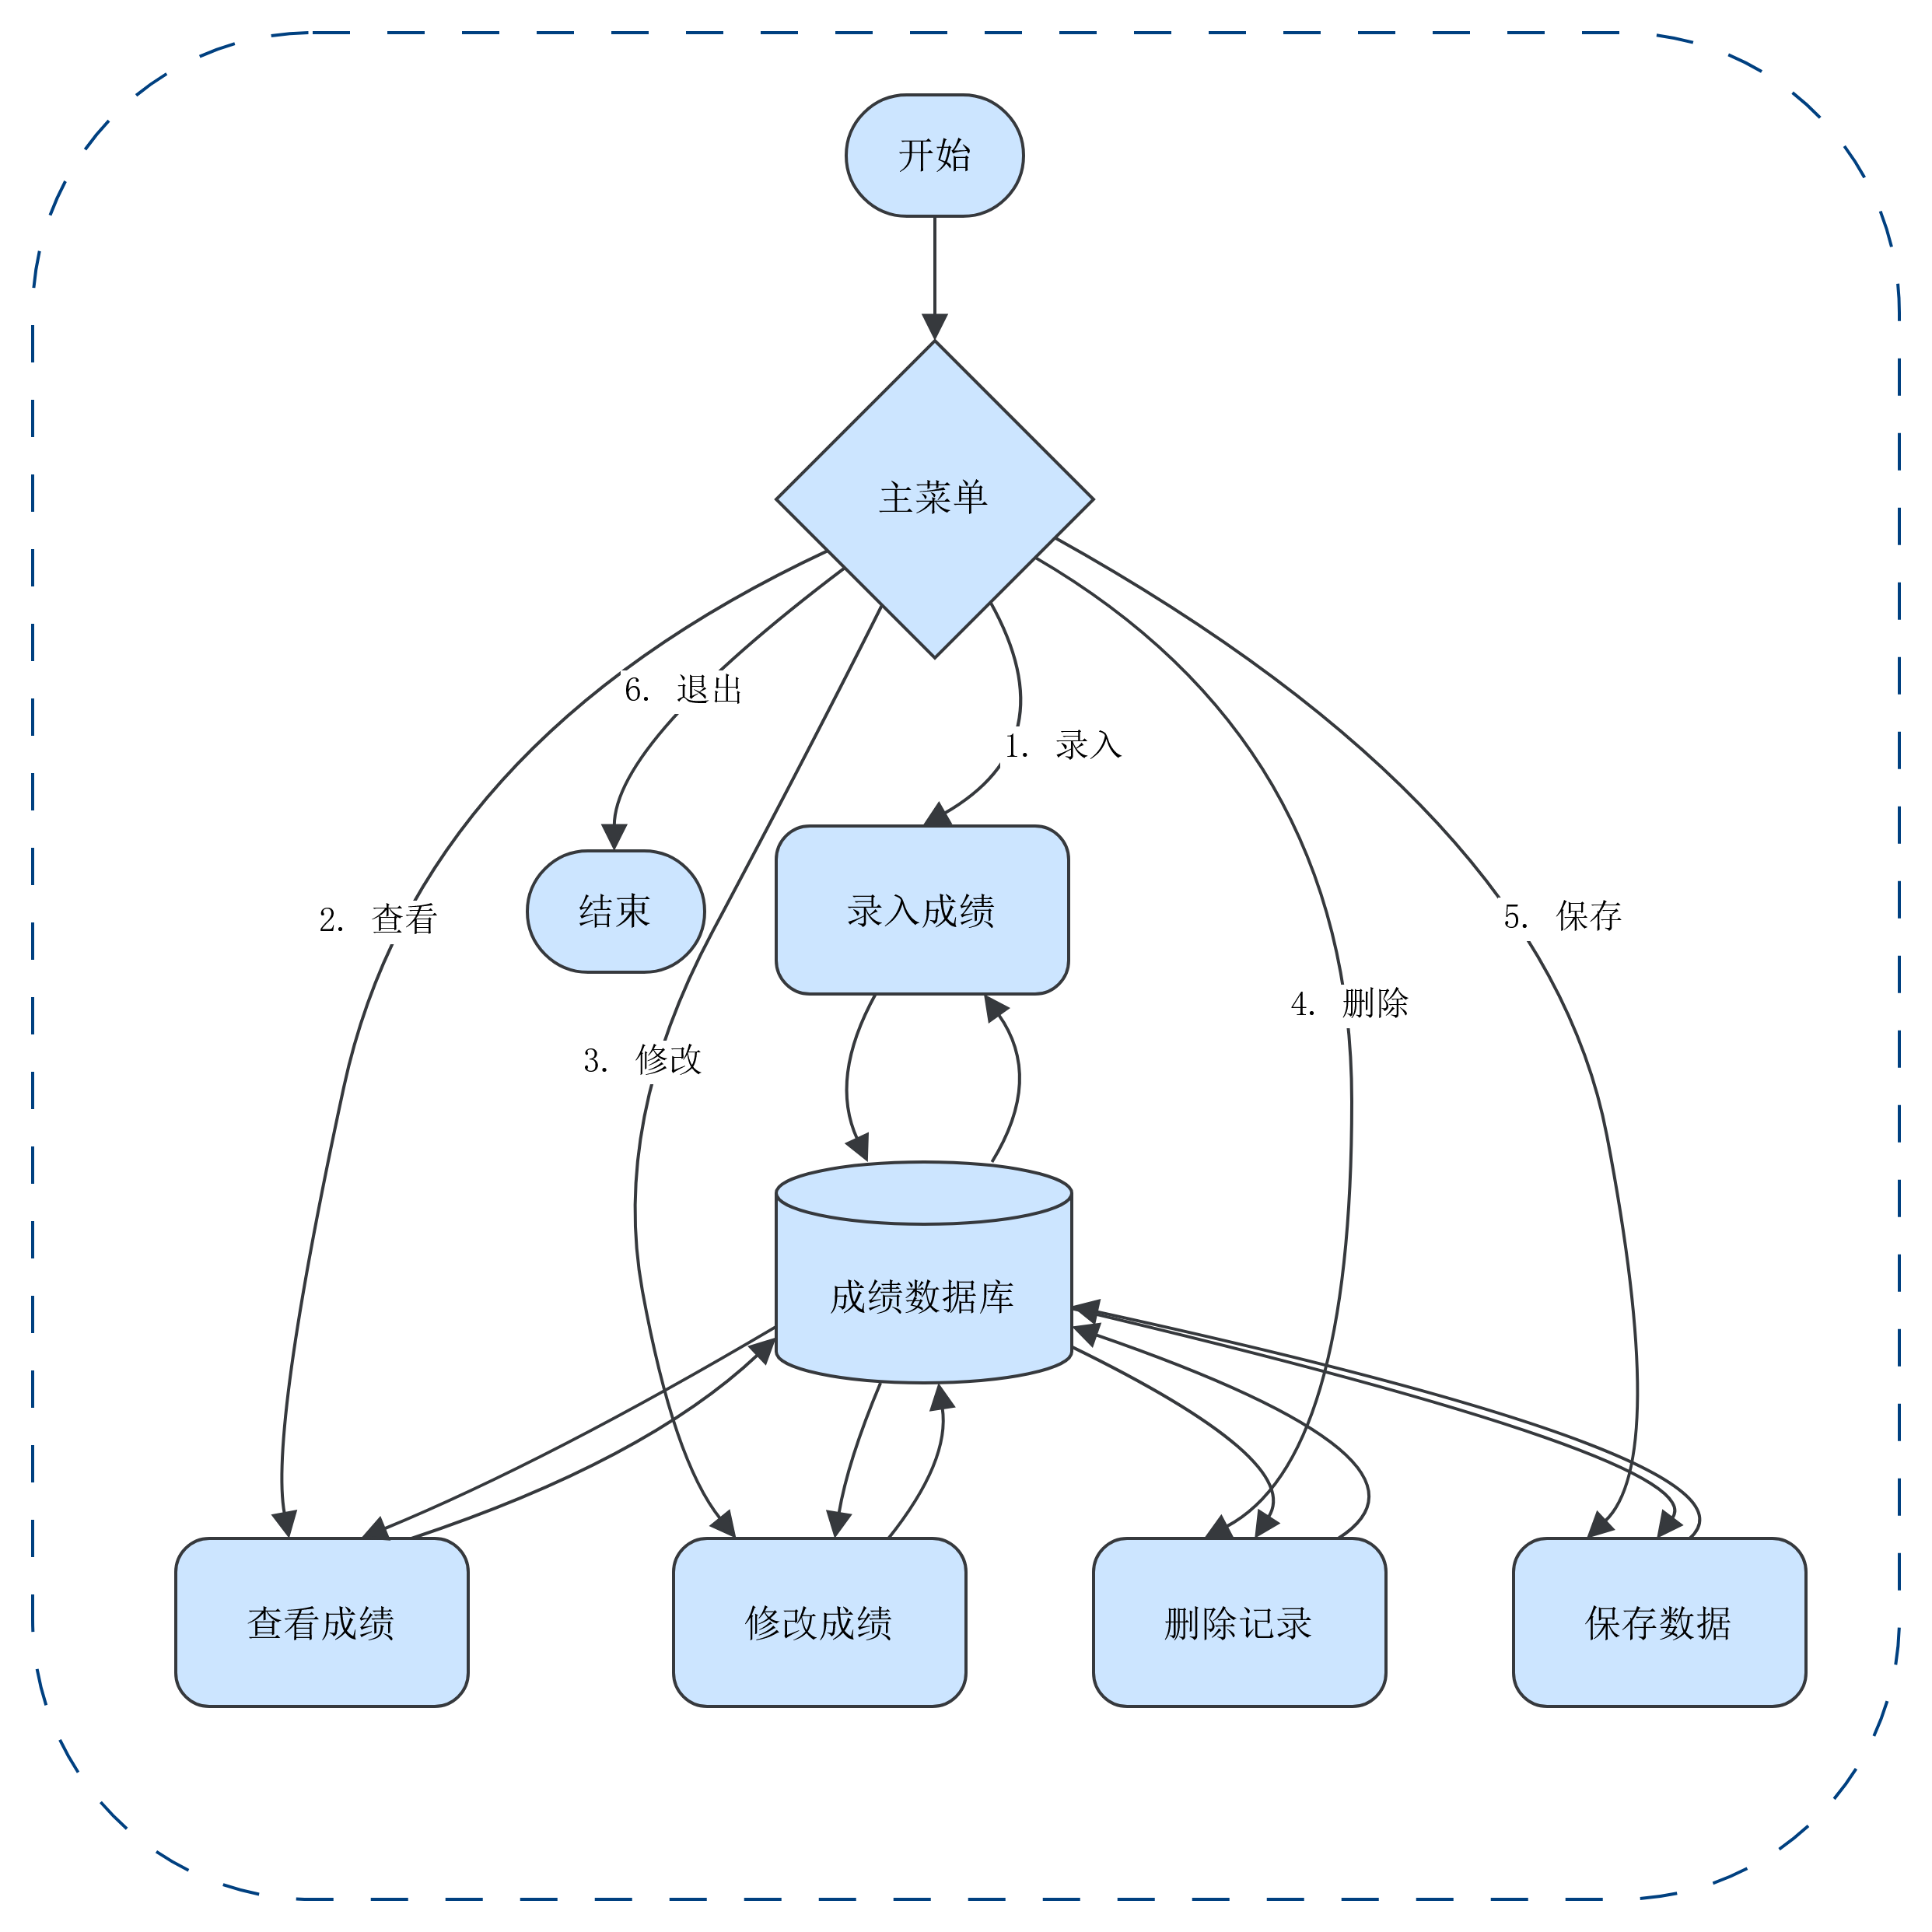 开始
主菜单
6. 退出
1. 录入
结束
录入成绩
2. 查看
5. 保存
4. 删除
3. 修改
成绩数据库
查看成绩
修改成绩
删除记录
保存数据